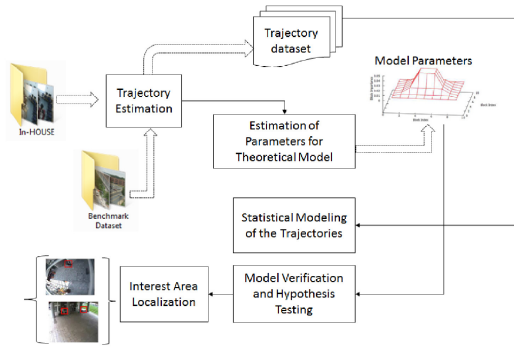 Trajectory
dataset
Model Parameters
Trajectory
Estimation
In-HOUSE
Estimation of
Parameters for
Theoretical Model
Benchmark
Dataset
Statistical Modeling
of the Trajectories
Interest Area
Localization
Model Verification
and Hypothesis
Testing